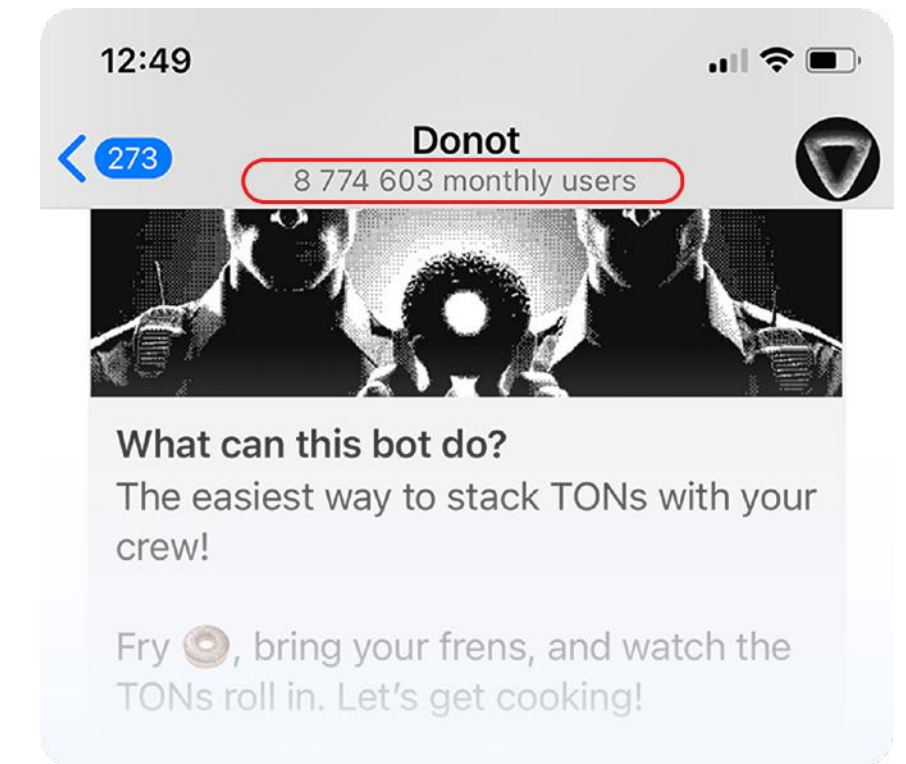 12:49
273
Donot
8 774 603 monthly users
What can this bot do?
The easiest way to stack TONs with your
crew!
Fry 🍩, bring your frens, and watch the
TONs roll in. Let's get cooking!